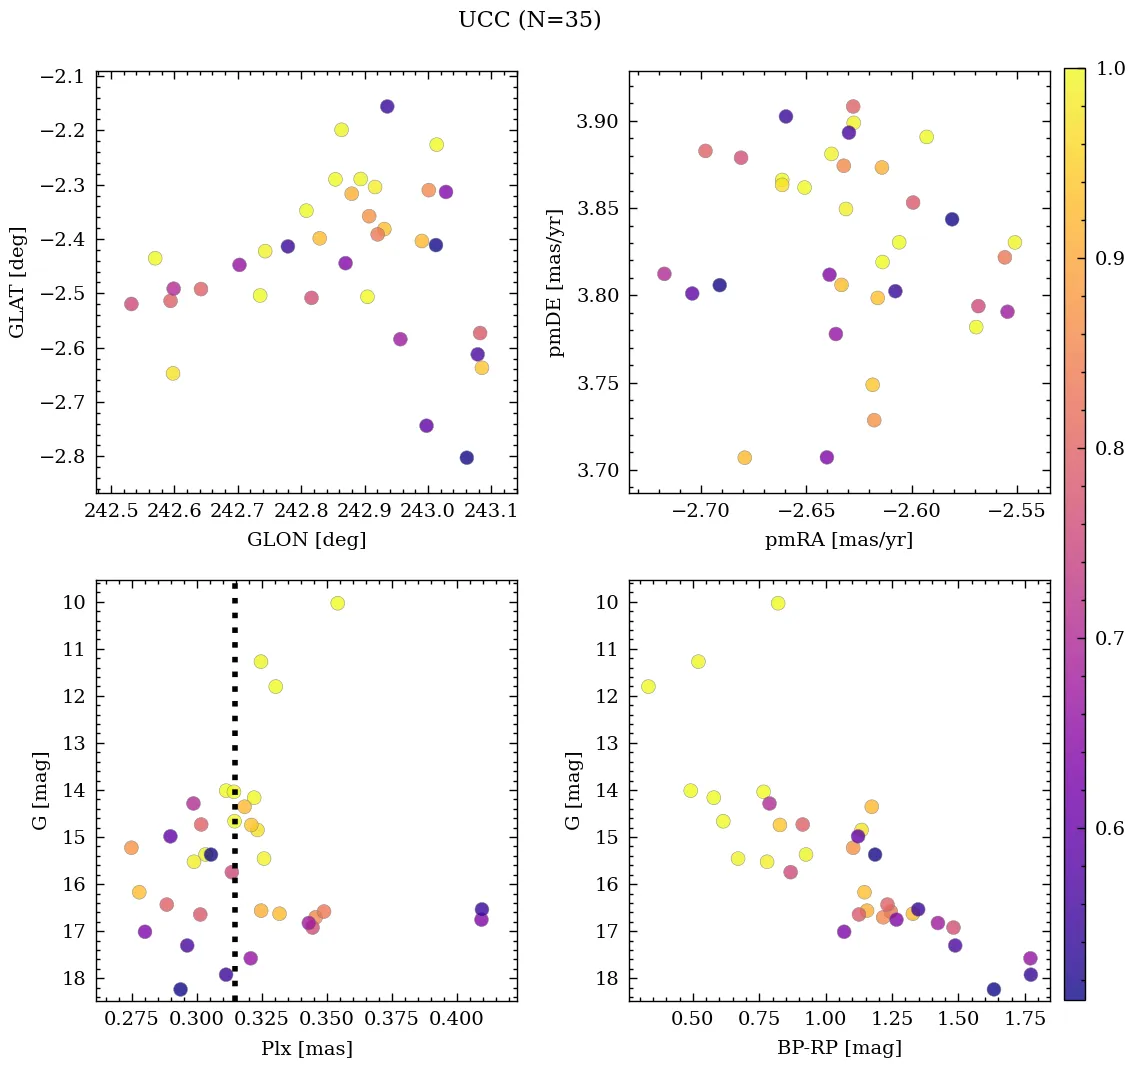 UCC (N=35)
−2.1
−2.2
−2.3
−2.4
−2.5
−2.6
−2.7
−2.8
GLAT [deg]
242.5 242.6 242.7 242.8 242.9 243.0 243.1
GLON [deg]
3.90
3.85
3.80
3.75
3.70
pmDE [mas/yr]
−2.70 −2.65 −2.60 −2.55
pmRA [mas/yr]
10
11
12
13
14
15
16
17
18
G [mag]
0.275 0.300 0.325 0.350 0.375 0.400
Plx [mas]
10
11
12
13
14
15
16
17
18
G [mag]
0.50 0.75 1.00 1.25 1.50 1.75
BP-RP [mag]
1.0
0.9
0.8
0.7
0.6